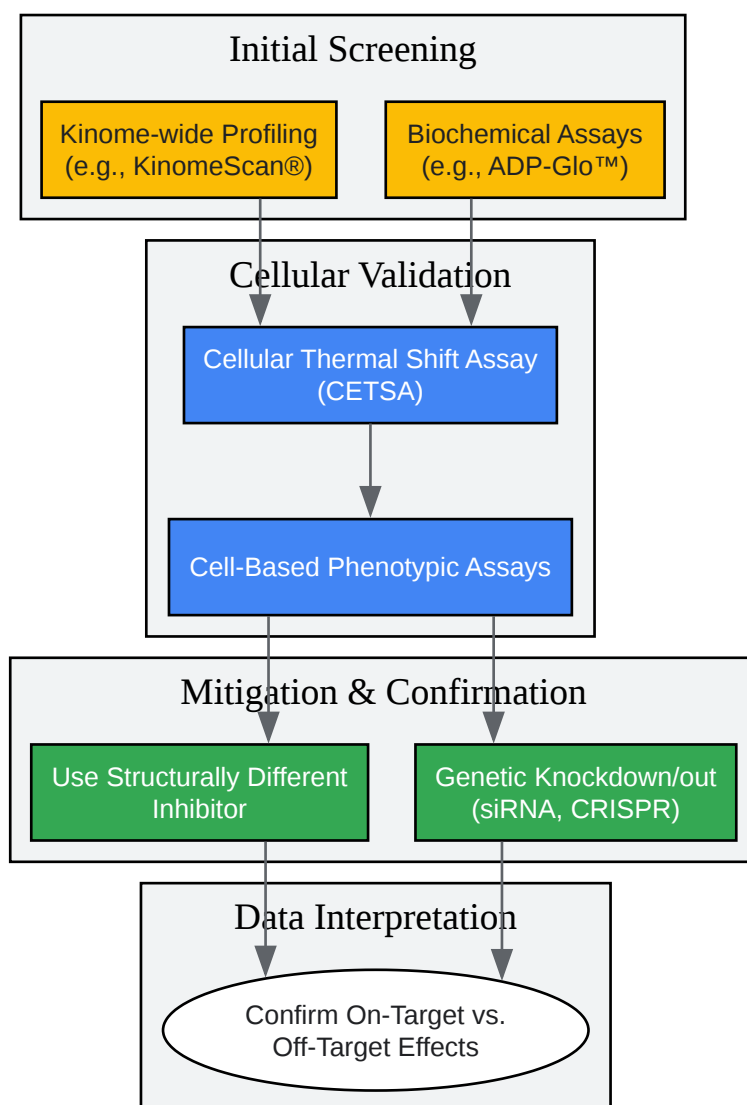 Initial Screening
Kinome-wide Profiling
(e.g., KinomeScan®)
Biochemical Assays
(e.g., ADP-Glo™)
Cellular Validation
Cellular Thermal Shift Assay
(CETSA)
Cell-Based Phenotypic Assays
Mitigation & Confirmation
Use Structurally Different
Inhibitor
Genetic Knockdown/out
(siRNA, CRISPR)
Data Interpretation
Confirm On-Target vs.
Off-Target Effects